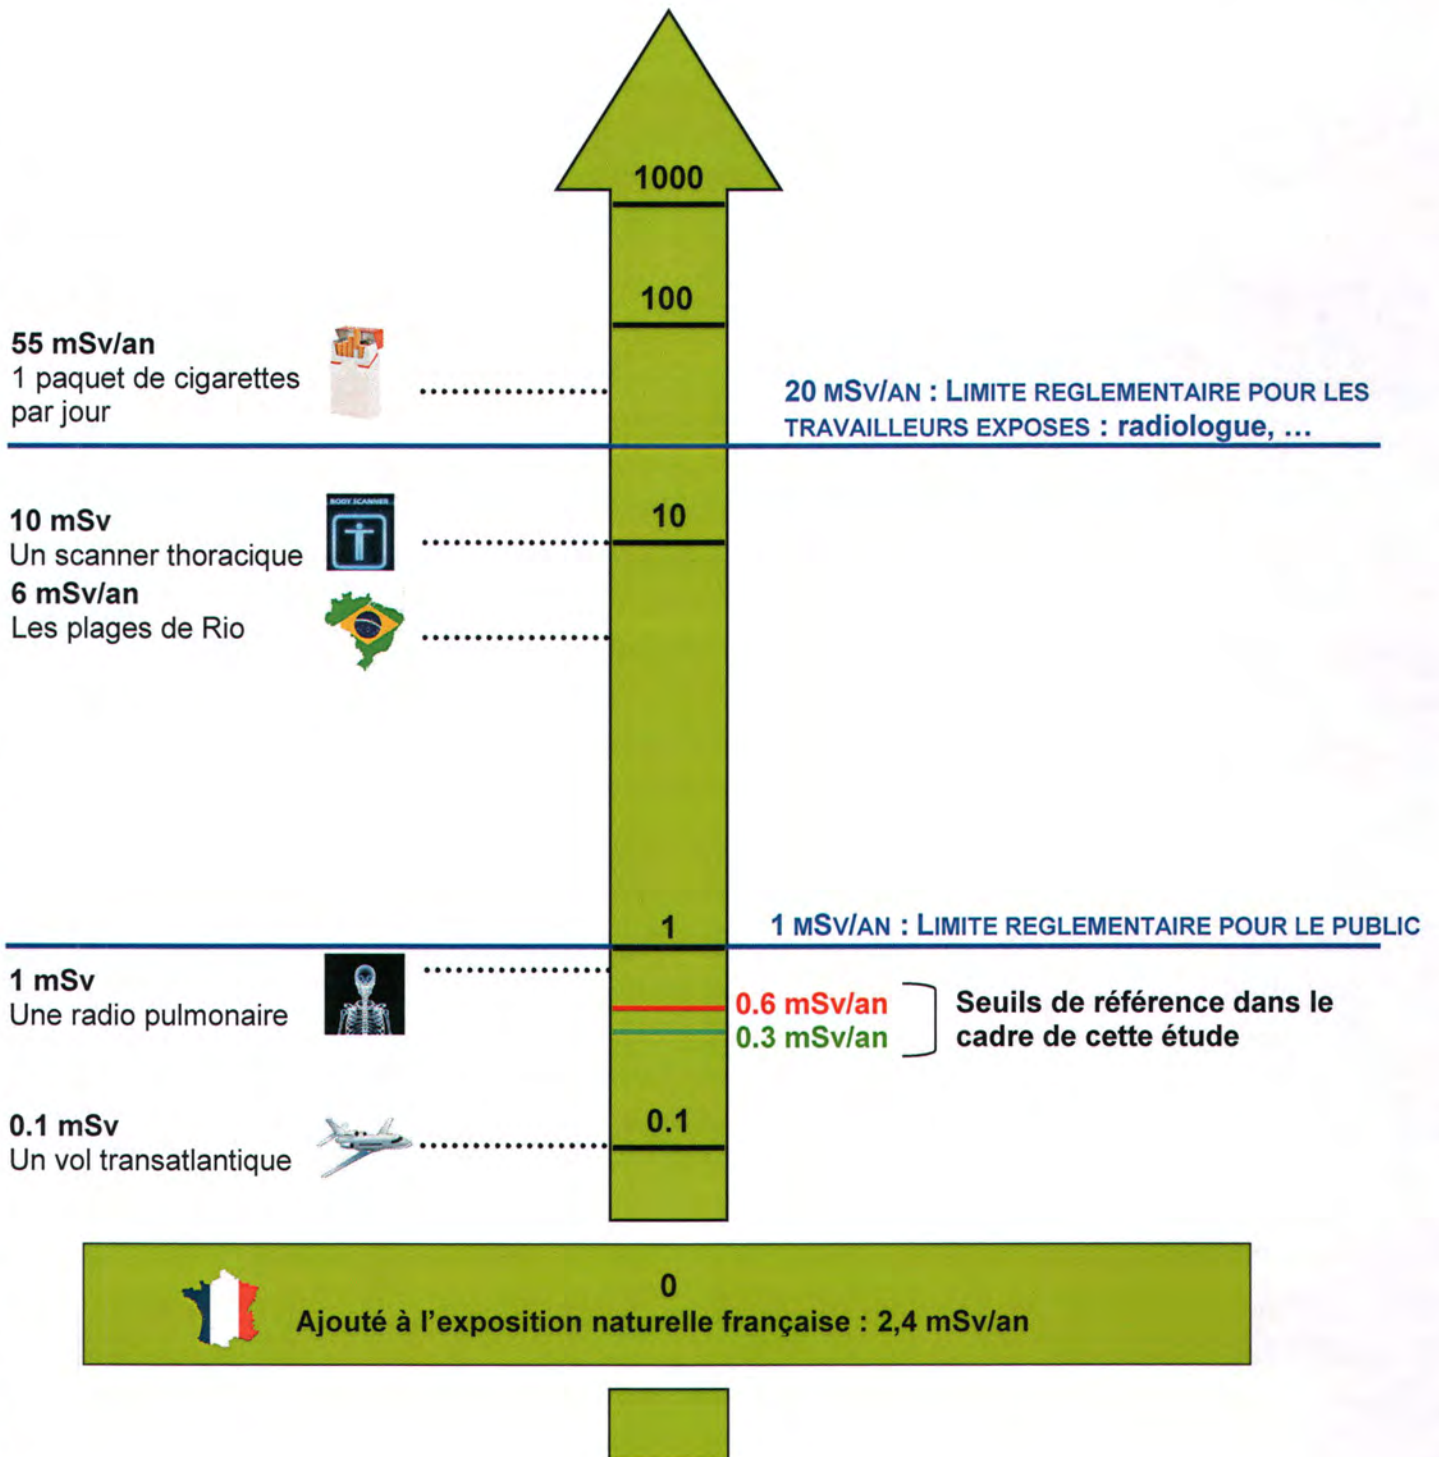 1000
100
55 mSv/an
1 paquet de cigarettes
par jour
20 MSV/AN : LIMITE REGLEMENTAIRE POUR LES
TRAVAILLEURS EXPOSES : radiologue, ...
BODY SCANNER
10 mSv
Un scanner thoracique
10
6 mSv/an
Les plages de Rio
1
1 MSV/AN : LIMITE REGLEMENTAIRE POUR LE PUBLIC
1 mSv
Une radio pulmonaire
0.6 mSv/an
0.3 mSv/an
Seuils de référence dans le
cadre de cette étude
0.1 mSv
Un vol transatlantique
0.1
0
Ajouté à l'exposition naturelle française : 2,4 mSv/an